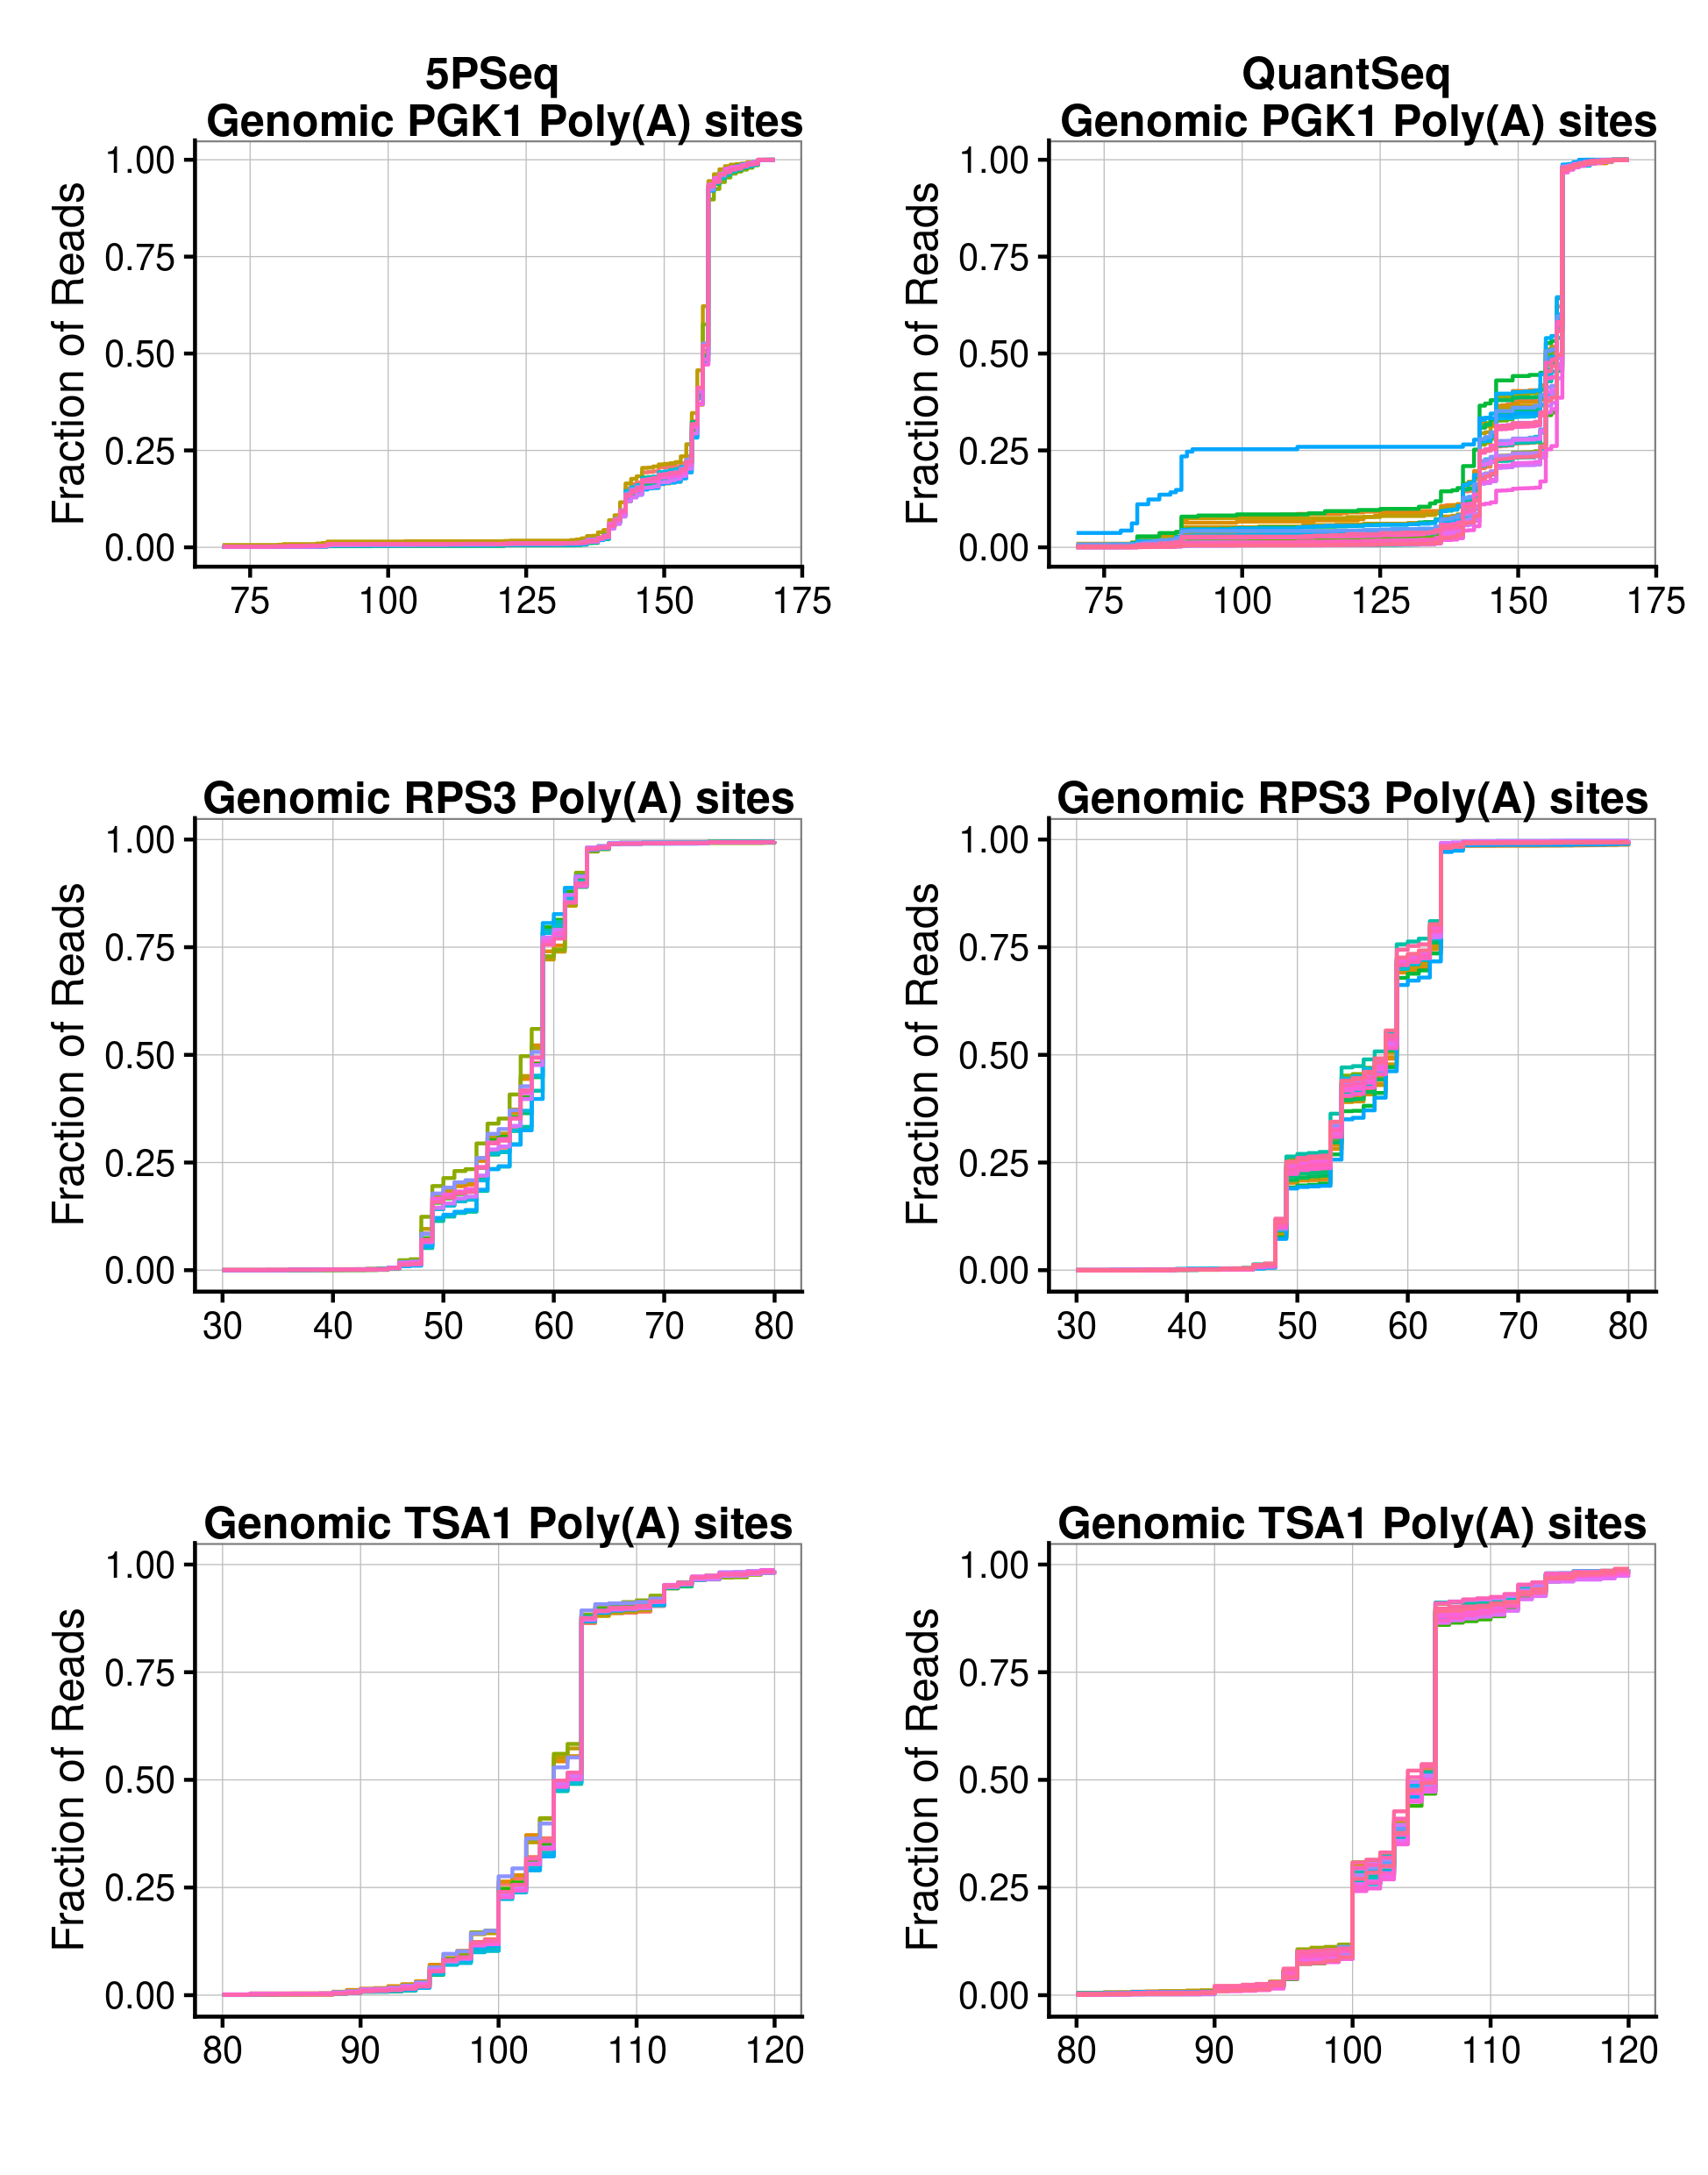 5PSeq
Genomic PGK1 Poly(A) sites
Fraction of Reads
1.00
0.75
0.50
0.25
0.00
75 100 125 150 175
QuantSeq
Genomic PGK1 Poly(A) sites
Fraction of Reads
1.00
0.75
0.50
0.25
0.00
75 100 125 150 175
Genomic RPS3 Poly(A) sites
Fraction of Reads
1.00
0.75
0.50
0.25
0.00
30 40 50 60 70 80
Genomic RPS3 Poly(A) sites
Fraction of Reads
1.00
0.75
0.50
0.25
0.00
30 40 50 60 70 80
Genomic TSA1 Poly(A) sites
Fraction of Reads
1.00
0.75
0.50
0.25
0.00
80 90 100 110 120
Genomic TSA1 Poly(A) sites
Fraction of Reads
1.00
0.75
0.50
0.25
0.00
80 90 100 110 120